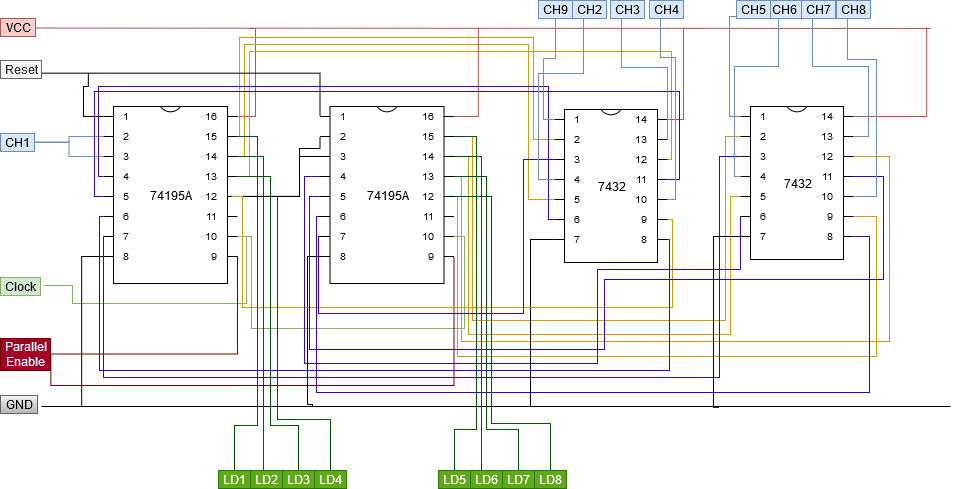 CH9 CH2 CH3 CH4 CH5 CH6 CH7 CH8
VCC
Reset
1 16 1 16 1 14 1 14
CH1
2 15 2 15 2 13 2 13
3 14 3 14 3 12 3 12
4 13 4 13 4 11 4 11
74195A 74195A 7432 7432
5 12 5 12 5 10 5 10
6 11 6 11 6 9 6 9
7 10 7 10 7 8 7 8
8 9 8 9
Clock
Parallel
Enable
GND
LD1 LD2 LD3 LD4 LD5 LD6 LD7 LD8